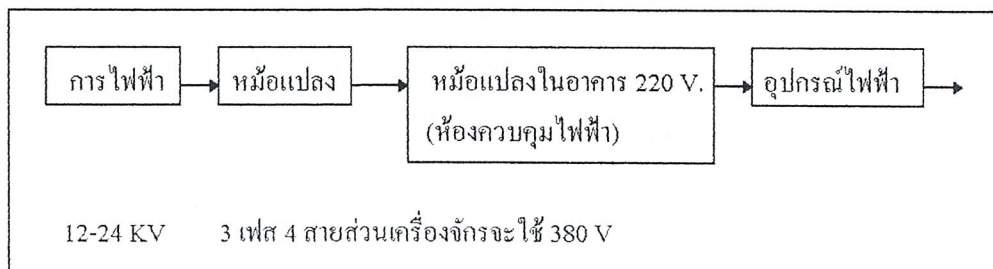 การไฟฟ้า
หม้อแปลง
หม้อแปลงในอาคาร 220 V.
(ห้องควบคุมไฟฟ้า)
อุปกรณ์ไฟฟ้า
12-24 KV 3 เฟส 4 สายส่วนเครื่องจักรจะใช้ 380 V